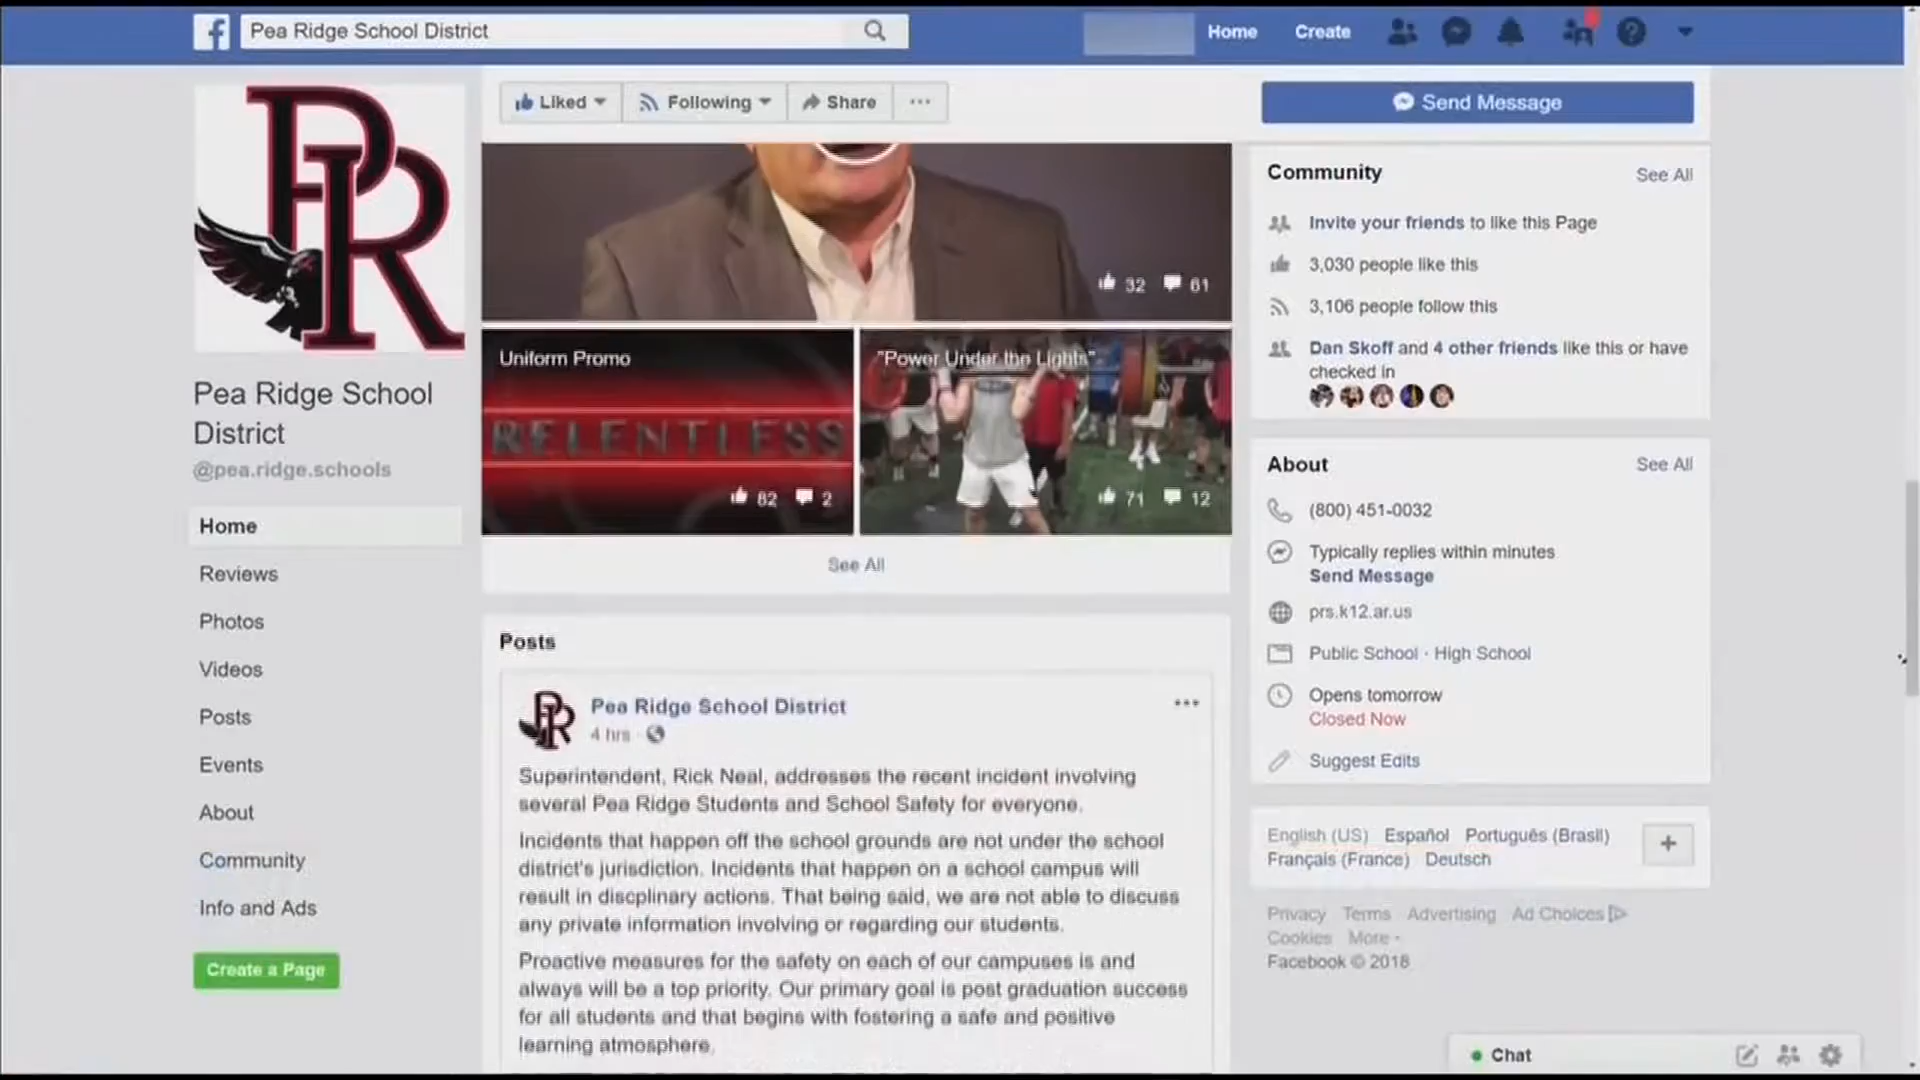 Pea Ridge School District
Home
Create
Liked
Following
Share
Send Message
PR
Pea Ridge School
District
@pea.ridge.schools
Home
Reviews
Photos
Videos
Posts
Events
About
Community
Info and Ads
Create a Page
32 61
Uniform Promo
RELENTLESS
82 2
"Power Under the Lights"
71 12
See All
Posts
PR
Pea Ridge School District
4 hrs ·
Superintendent, Rick Neal, addresses the recent incident involving
several Pea Ridge Students and School Safety for everyone.
Incidents that happen off the school grounds are not under the school
district's jurisdiction. Incidents that happen on a school campus will
result in discplinary actions. That being said, we are not able to discuss
any private information involving or regarding our students.
Proactive measures for the safety on each of our campuses is and
always will be a top priority. Our primary goal is post graduation success
for all students and that begins with fostering a safe and positive
learning atmosphere.
Community See All
Invite your friends to like this Page
3,030 people like this
3,106 people follow this
Dan Skoff and 4 other friends like this or have
checked in
About See All
(800) 451-0032
Typically replies within minutes
Send Message
prs.k12.ar.us
Public School · High School
Opens tomorrow
Closed Now
Suggest Edits
English (US) Español Português (Brasil)
Français (France) Deutsch
Privacy Terms Advertising Ad Choices
Cookies More
Facebook © 2018
Chat